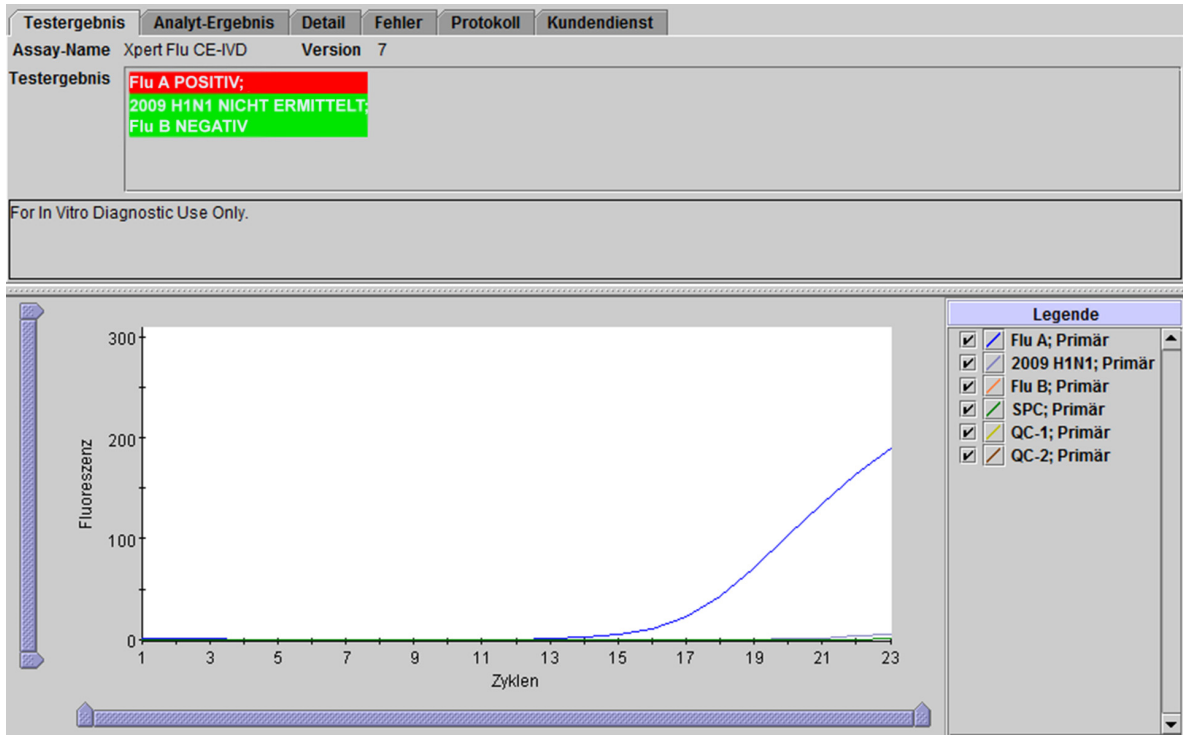 Testergebnis Analyt-Ergebnis Detail Fehler Protokoll Kundendienst
Assay-Name Xpert Flu CE-IVD Version 7
Testergebnis
Flu A POSITIV;
2009 H1N1 NICHT ERMITTELT;
Flu B NEGATIV
For In Vitro Diagnostic Use Only.
300
200
100
0
Fluoreszenz
1 3 5 7 9 11 13 15 17 19 21 23
Zyklen
Legende
Flu A; Primär
2009 H1N1; Primär
Flu B; Primär
SPC; Primär
QC-1; Primär
QC-2; Primär